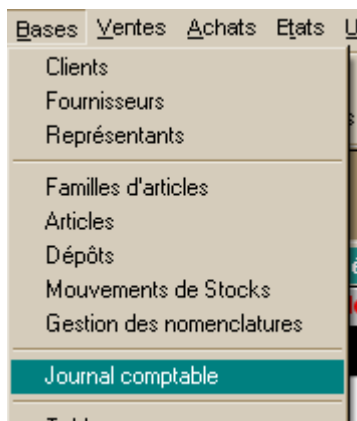 Bases Ventes Achats Etats U
Clients
Fournisseurs
Représentants
Familles d'articles
Articles
Dépôts
Mouvements de Stocks
Gestion des nomenclatures
Journal comptable